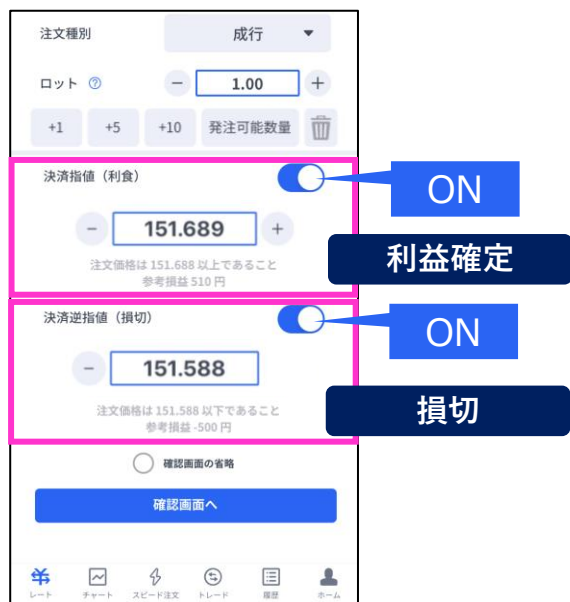 注文種別 成行
ロット ? － 1.00 ＋
+1 +5 +10 発注可能数量
決済指値（利食）
ON
－ 151.689 ＋
利益確定
注文価格は 151.688 以上であること
参考損益 510 円
決済逆指値（損切）
ON
－ 151.588
損切
注文価格は 151.588 以下であること
参考損益 -500 円
確認画面の省略
確認画面へ
レート チャート スピード注文 トレード 履歴 ホーム